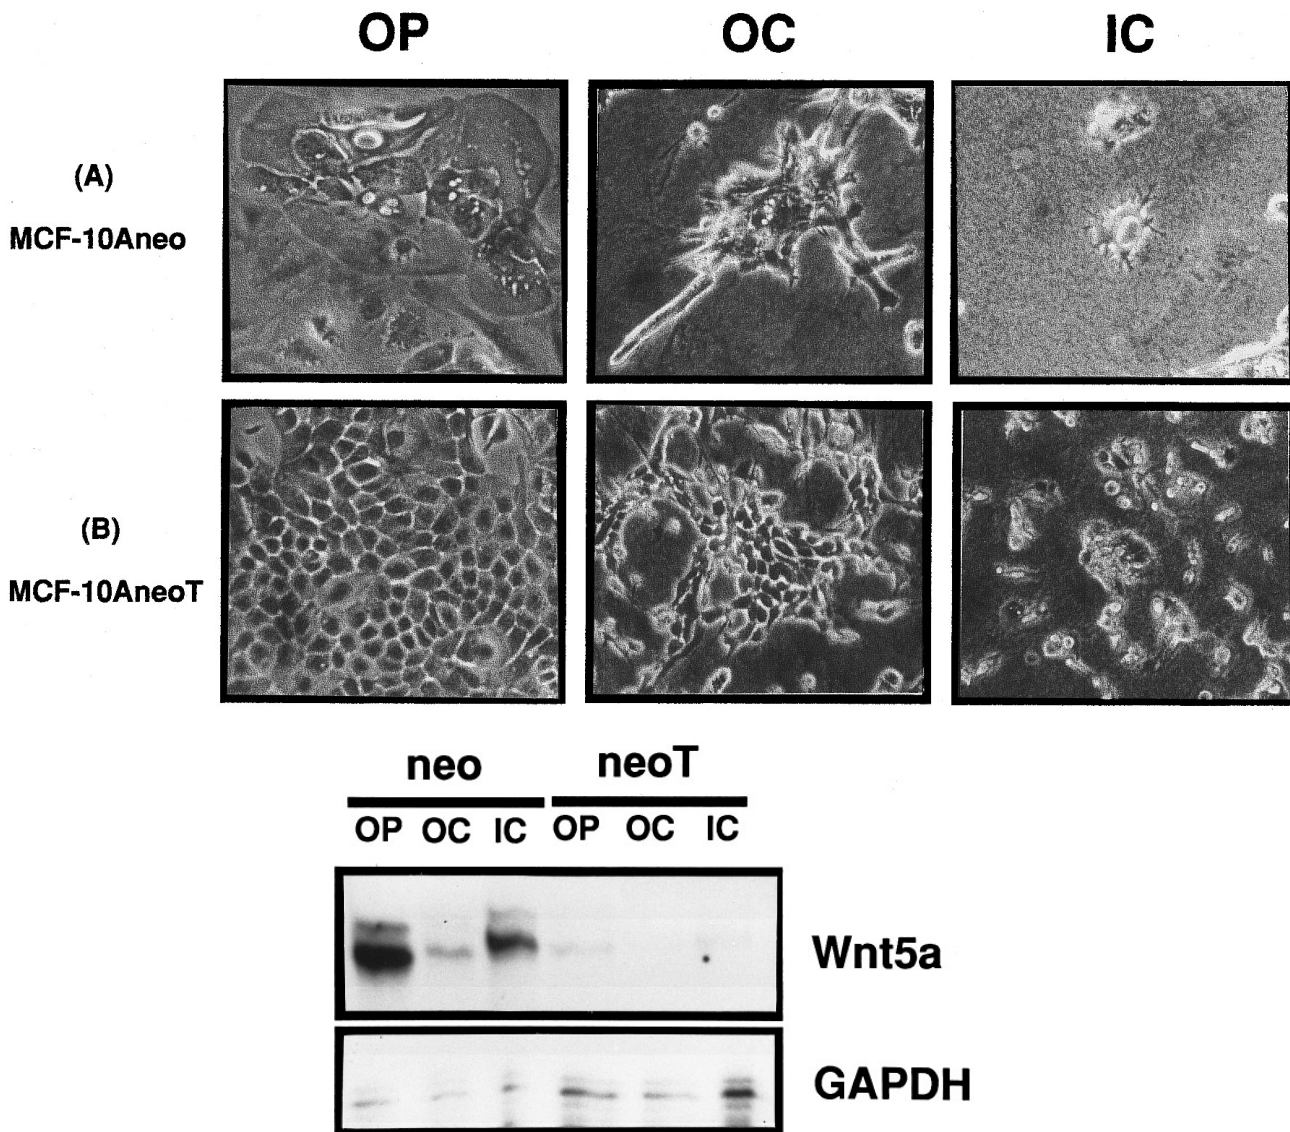 OP OC IC
(A)
MCF-10Aneo
(B)
MCF-10AneoT
neo neoT
OP OC IC OP OC IC
Wnt5a
GAPDH